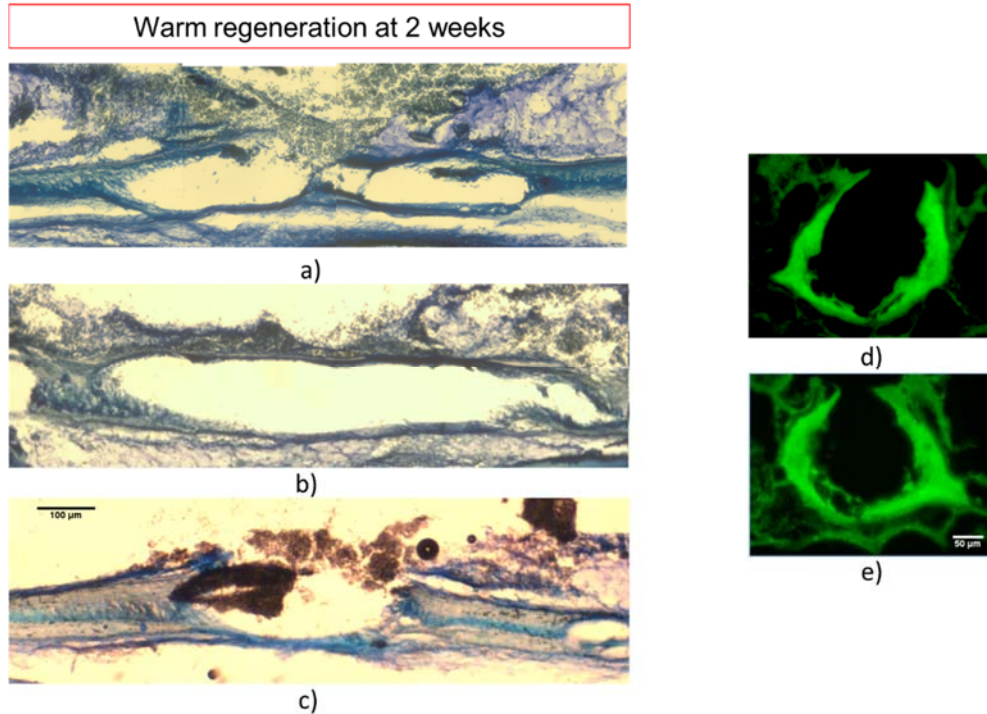 Warm regeneration at 2 weeks
a)
b)
100 µm
c)
d)
50 µm
e)